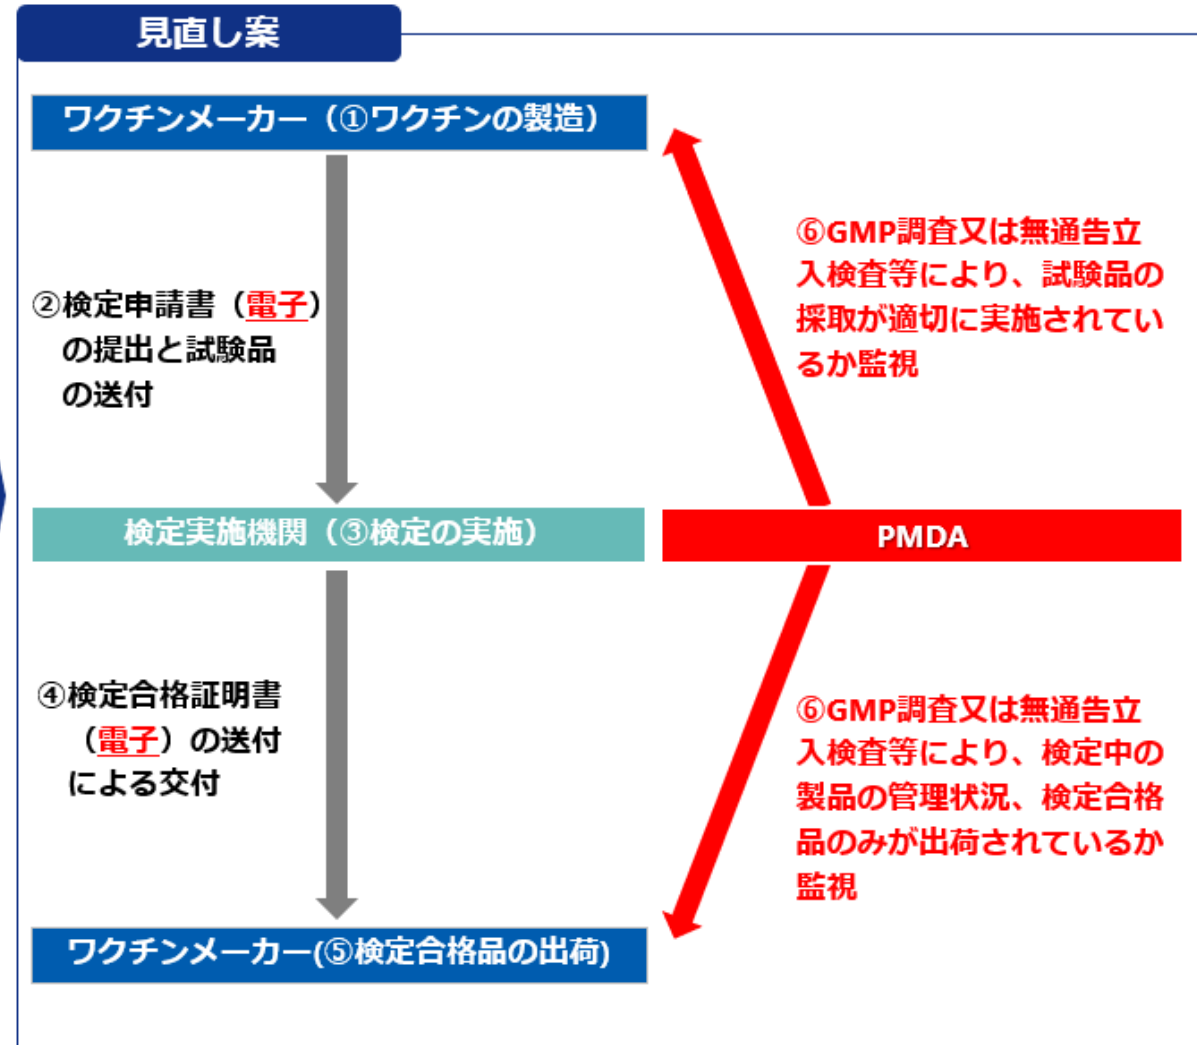 見直し案
ワクチンメーカー（①ワクチンの製造）
②検定申請書（電子）
の提出と試験品
の送付
⑥GMP調査又は無通告立
入検査等により、試験品の
採取が適切に実施されてい
るか監視
検定実施機関（③検定の実施）
PMDA
④検定合格証明書
（電子）の送付
による交付
⑥GMP調査又は無通告立
入検査等により、検定中の
製品の管理状況、検定合格
品のみが出荷されているか
監視
ワクチンメーカー(⑤検定合格品の出荷)